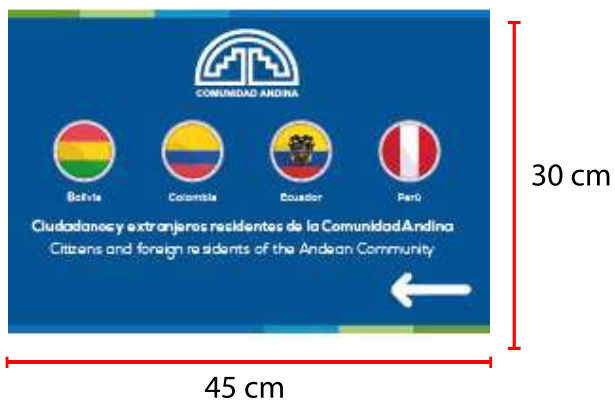 COMUNIDAD ANDINA
Bolivia Colombia Ecuador Perú
Ciudadanos y extranjeros residentes de la Comunidad Andina
Citizens and foreign residents of the Andean Community
30 cm
45 cm